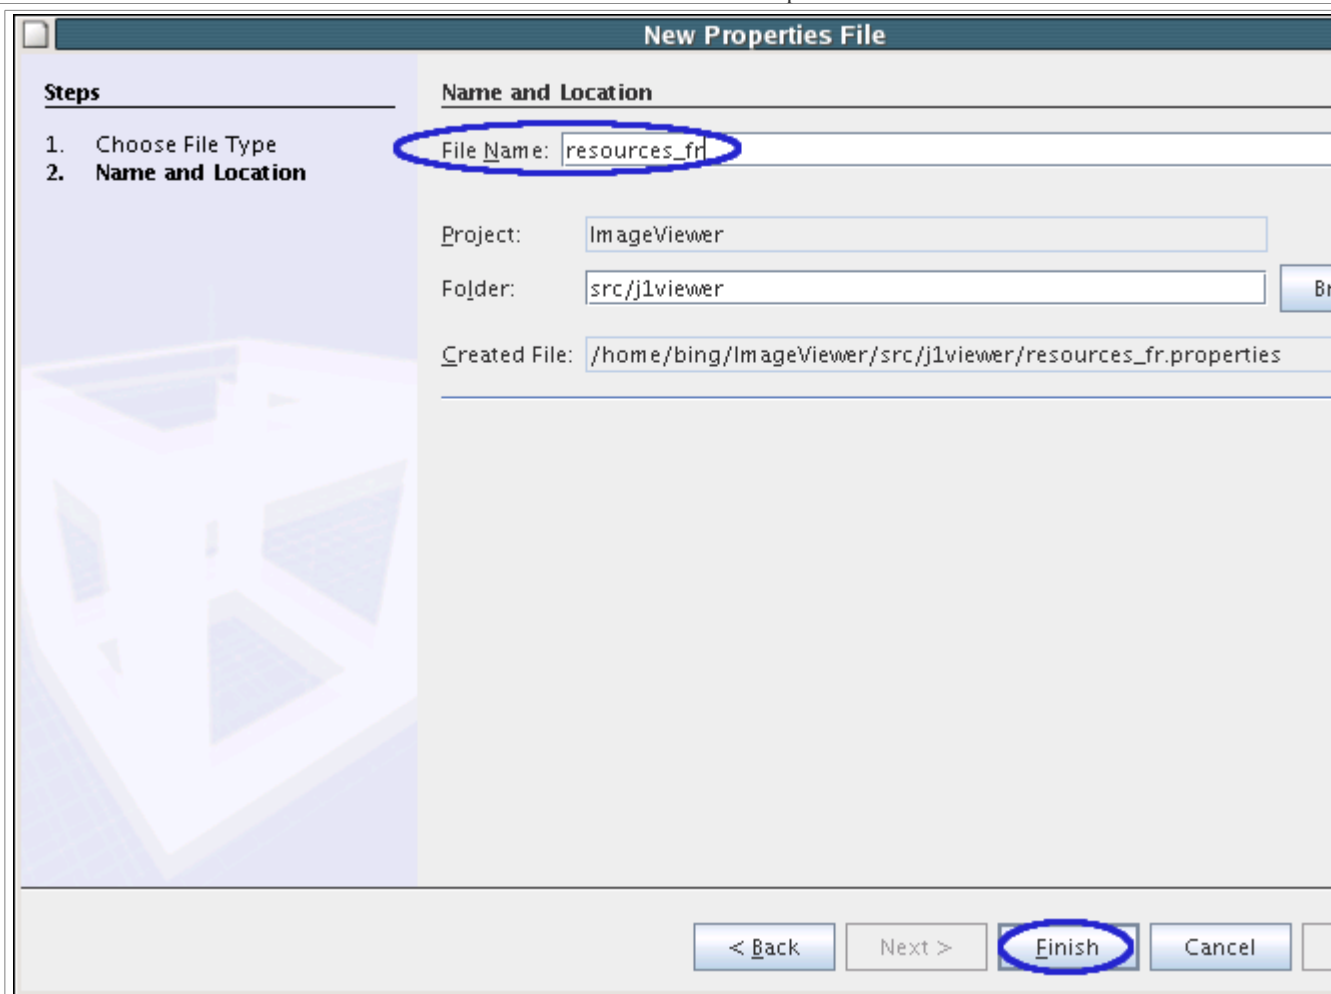 New Properties File
Steps
1. Choose File Type
2. Name and Location
Name and Location
File Name: resources_fr
Project: ImageViewer
Folder: src/j1viewer
Created File: /home/bing/ImageViewer/src/j1viewer/resources_fr.properties
< Back Next > Finish Cancel